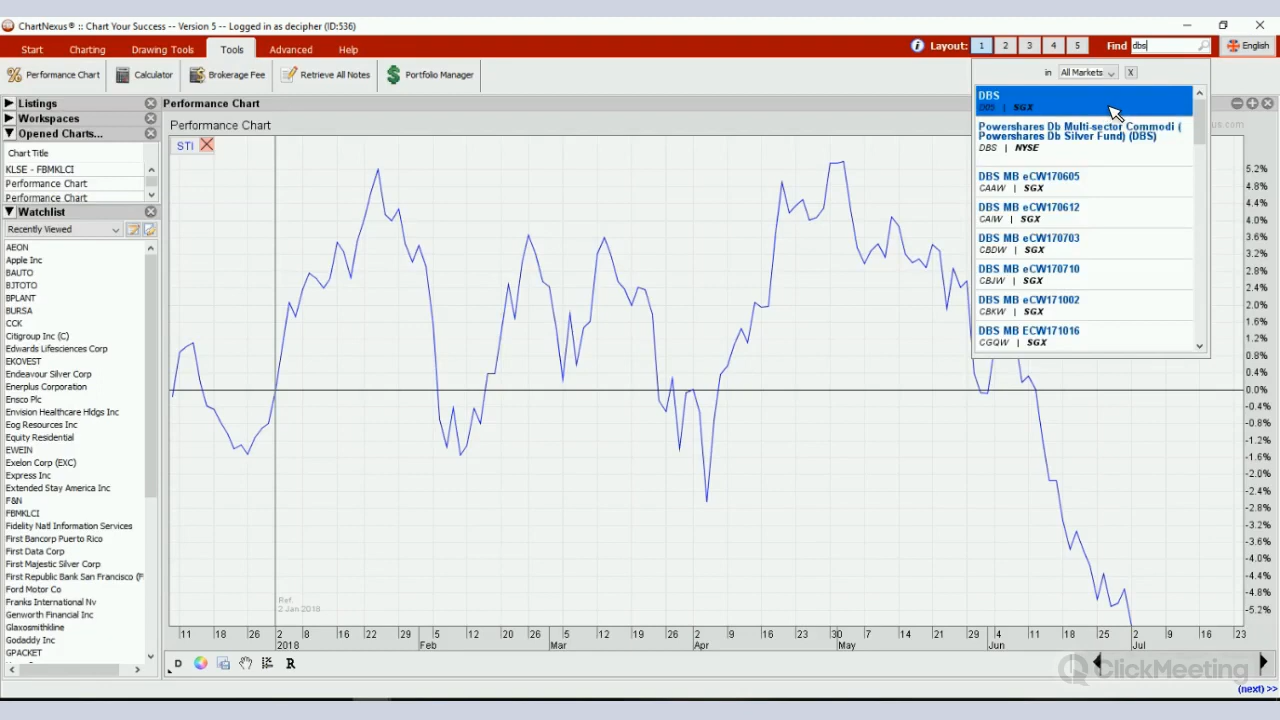 ChartNexus ® :: Chart Your Success -- Version 5 -- Logged in as decipher (ID:536)
Start Charting Drawing Tools Tools Advanced Help Layout: 1 2 3 4 5 Find dbs English
Performance Chart Calculator Brokerage Fee Retrieve All Notes Portfolio Manager
in All Markets X
Listings
Workspaces
Opened Charts...
Chart Title
KLSE - FBMKLCI
Performance Chart
Performance Chart
Watchlist
Recently Viewed
AEON
Apple Inc
BAUTO
BJTOTO
BPLANT
BURSA
CCK
Citigroup Inc (C)
Edwards Lifesciences Corp
EKOVEST
Endeavour Silver Corp
Enerplus Corporation
Ensco Plc
Envision Healthcare Hldgs Inc
Eog Resources Inc
Equity Residential
EWEIN
Exelon Corp (EXC)
Express Inc
Extended Stay America Inc
F&N
FBMKLCI
Fidelity Natl Information Services
First Bancorp Puerto Rico
First Data Corp
First Majestic Silver Corp
First Republic Bank San Francisco (F
Ford Motor Co
Franks International Nv
Genworth Financial Inc
Glaxosmithkline
Godaddy Inc
Graphic
Performance Chart
Performance Chart
STI
DBS
D05 | SGX
Powershares Db Multi-sector Commodi (
Powershares Db Silver Fund) (DBS)
DBS | NYSE
DBS MB eCW170605
CAAW | SGX
DBS MB eCW170612
CAIW | SGX
DBS MB eCW170703
CBDW | SGX
DBS MB eCW170710
CBJW | SGX
DBS MB eCW171002
CBKW | SGX
DBS MB ECW171016
CGQW | SGX
us.com
5.2%
4.8%
4.4%
4.0%
3.6%
3.2%
2.8%
2.4%
2.0%
1.6%
1.2%
0.8%
0.4%
0.0%
-0.4%
-0.8%
-1.2%
-1.6%
-2.0%
-2.4%
-2.8%
-3.2%
-3.6%
-4.0%
-4.4%
-4.8%
-5.2%
Ref.
2 Jan 2018
11 18 26 2 8 16 22 29 5 12 20 26 5 12 19 26 2 16 23 30 7 14 21 29 4 11 18 25 2 9 16 23
2018 Feb Mar Apr May Jun Jul
D R
ClickMeeting
(next) >>